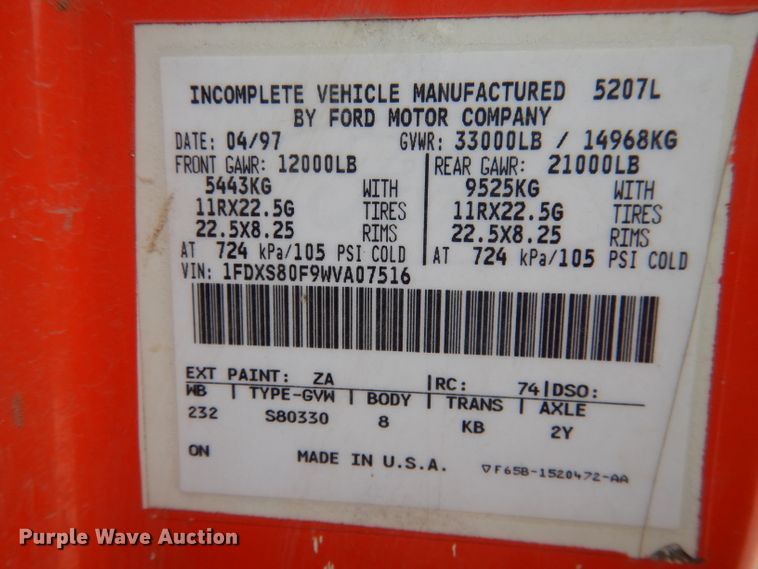 INCOMPLETE VEHICLE MANUFACTURED 5207L
BY FORD MOTOR COMPANY
DATE: 04/97 GVWR: 33000LB / 14968KG
FRONT GAWR: 12000LB REAR GAWR: 21000LB
5443KG WITH 9525KG WITH
11RX22.5G TIRES 11RX22.5G TIRES
22.5X8.25 RIMS 22.5X8.25 RIMS
AT 724 kPa/105 PSI COLD AT 724 kPa/105 PSI COLD
VIN: 1FDXS80F9WVA07516
EXT PAINT: ZA RC: 74 DSO:
WB TYPE-GVW BODY TRANS AXLE
232 S80330 8 KB 2Y
ON MADE IN U.S.A. ▽F65B-1520472-AA
Purple Wave Auction